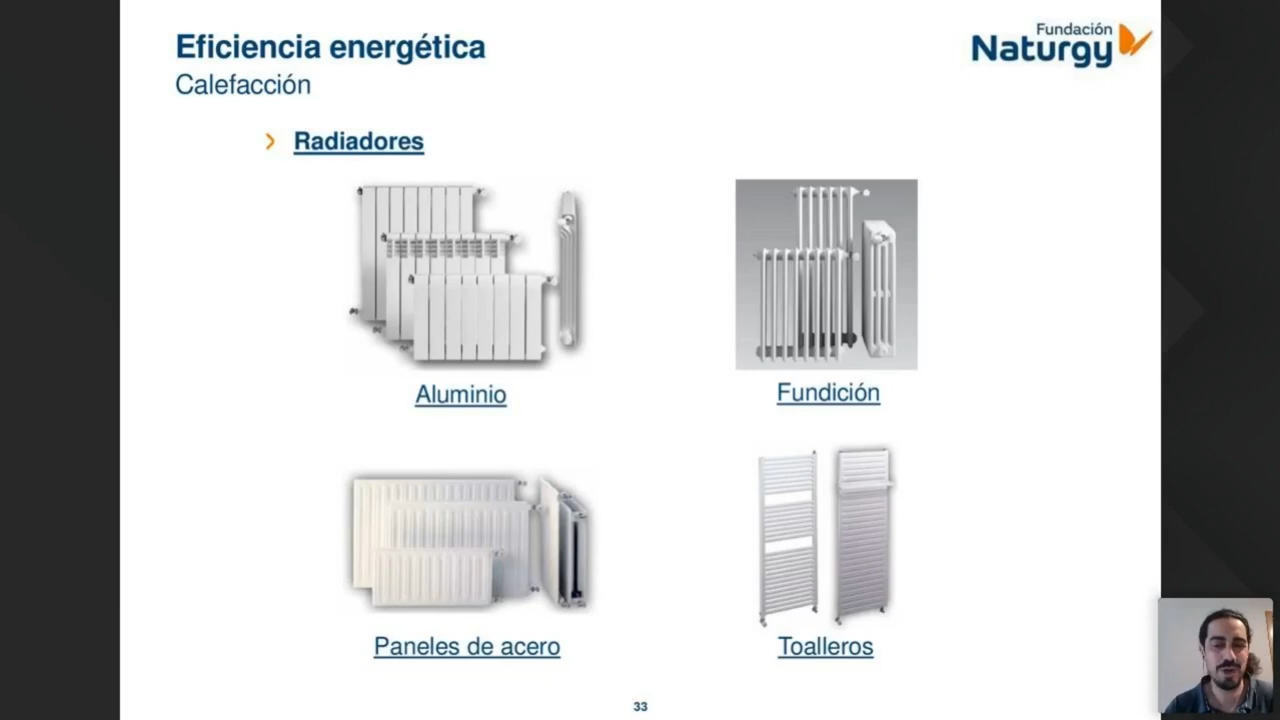 Eficiencia energética
Calefacción
Fundación
Naturgy
Radiadores
Aluminio
Fundición
Paneles de acero
Toalleros
33